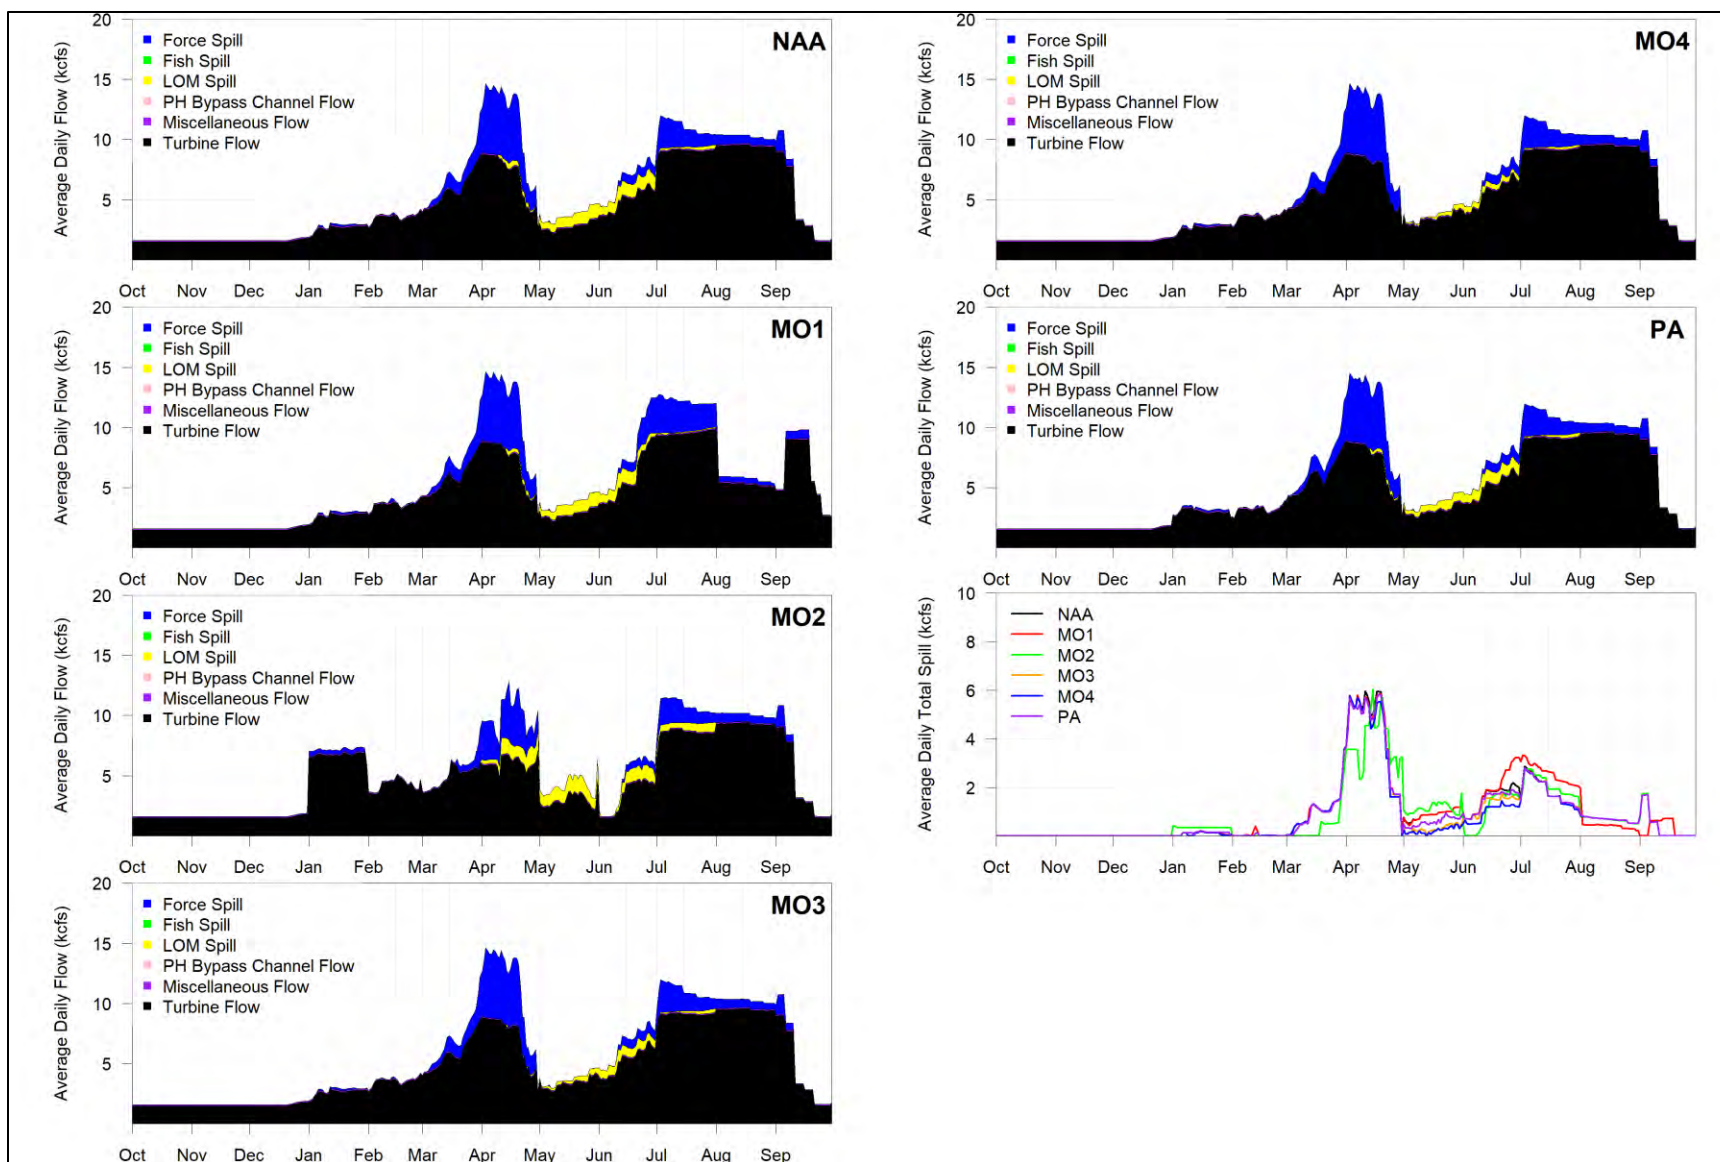 NAA
Average Daily Flow (kcfs)
20
15
10
5
Force Spill
Fish Spill
LOM Spill
PH Bypass Channel Flow
Miscellaneous Flow
Turbine Flow
Oct Nov Dec Jan Feb Mar Apr May Jun Jul Aug Sep
MO4
Average Daily Flow (kcfs)
20
15
10
5
Force Spill
Fish Spill
LOM Spill
PH Bypass Channel Flow
Miscellaneous Flow
Turbine Flow
Oct Nov Dec Jan Feb Mar Apr May Jun Jul Aug Sep
MO1
Average Daily Flow (kcfs)
20
15
10
5
Force Spill
Fish Spill
LOM Spill
PH Bypass Channel Flow
Miscellaneous Flow
Turbine Flow
Oct Nov Dec Jan Feb Mar Apr May Jun Jul Aug Sep
PA
Average Daily Flow (kcfs)
20
15
10
5
Force Spill
Fish Spill
LOM Spill
PH Bypass Channel Flow
Miscellaneous Flow
Turbine Flow
Oct Nov Dec Jan Feb Mar Apr May Jun Jul Aug Sep
MO2
Average Daily Flow (kcfs)
20
15
10
5
Force Spill
Fish Spill
LOM Spill
PH Bypass Channel Flow
Miscellaneous Flow
Turbine Flow
Oct Nov Dec Jan Feb Mar Apr May Jun Jul Aug Sep
Average Daily Total Spill (kcfs)
10
8
6
4
2
NAA
MO1
MO2
MO3
MO4
PA
Oct Nov Dec Jan Feb Mar Apr May Jun Jul Aug Sep
MO3
Average Daily Flow (kcfs)
20
15
10
5
Force Spill
Fish Spill
LOM Spill
PH Bypass Channel Flow
Miscellaneous Flow
Turbine Flow
Oct Nov Dec Jan Feb Mar Apr May Jun Jul Aug Sep